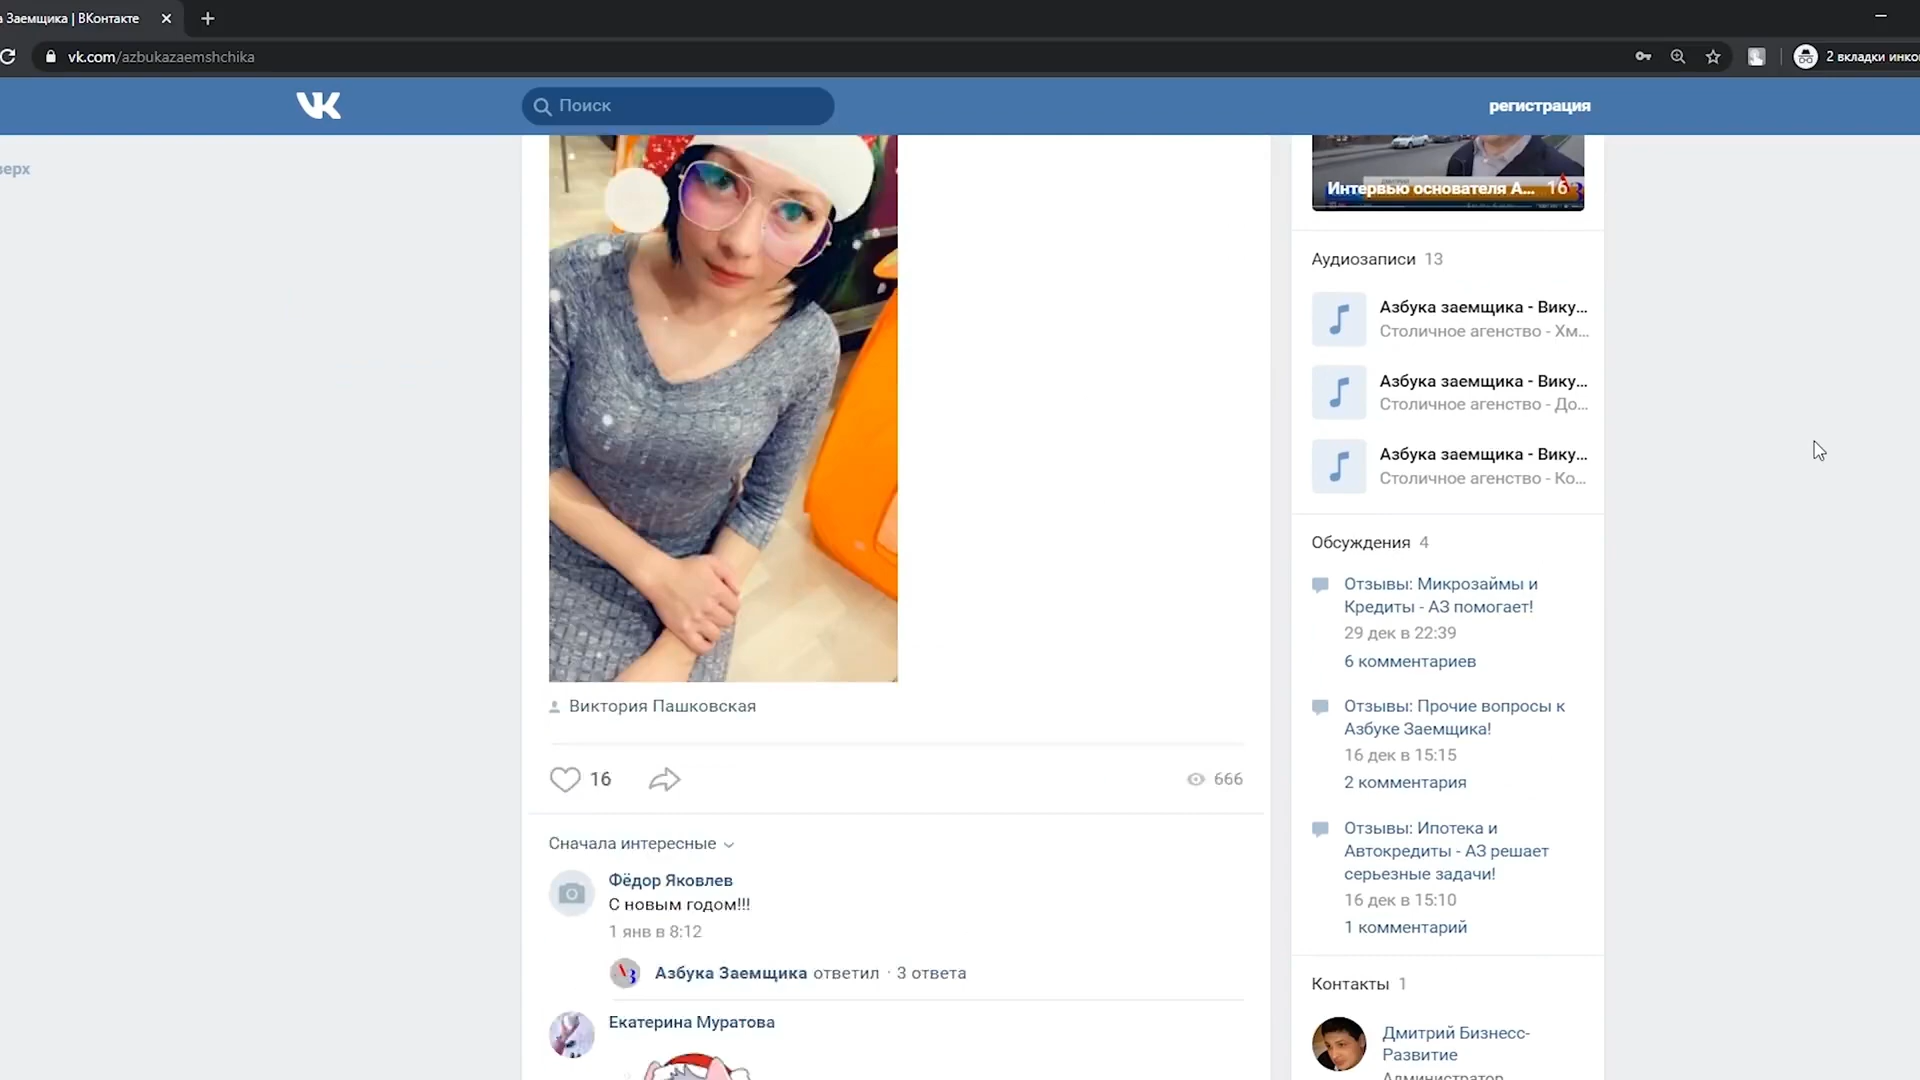 Заемщика | ВКонтакте
vk.com/azbukazaemshchika
2 вкладки инко
Поиск
регистрация
верх
Интервью основателя А... 16
Аудиозаписи 13
Азбука заемщика - Вику...
Столичное агенство - Хм...
Азбука заемщика - Вику...
Столичное агенство - До...
Азбука заемщика - Вику...
Столичное агенство - Ко...
Обсуждения 4
Отзывы: Микрозаймы и
Кредиты - АЗ помогает!
29 дек в 22:39
6 комментариев
Отзывы: Прочие вопросы к
Азбуке Заемщика!
16 дек в 15:15
2 комментария
Отзывы: Ипотека и
Автокредиты - АЗ решает
серьезные задачи!
16 дек в 15:10
1 комментарий
Контакты 1
Дмитрий Бизнесс-
Развитие
Администратор
Виктория Пашковская
16
666
Сначала интересные
Фёдор Яковлев
С новым годом!!!
1 янв в 8:12
Азбука Заемщика ответил · 3 ответа
Екатерина Муратова